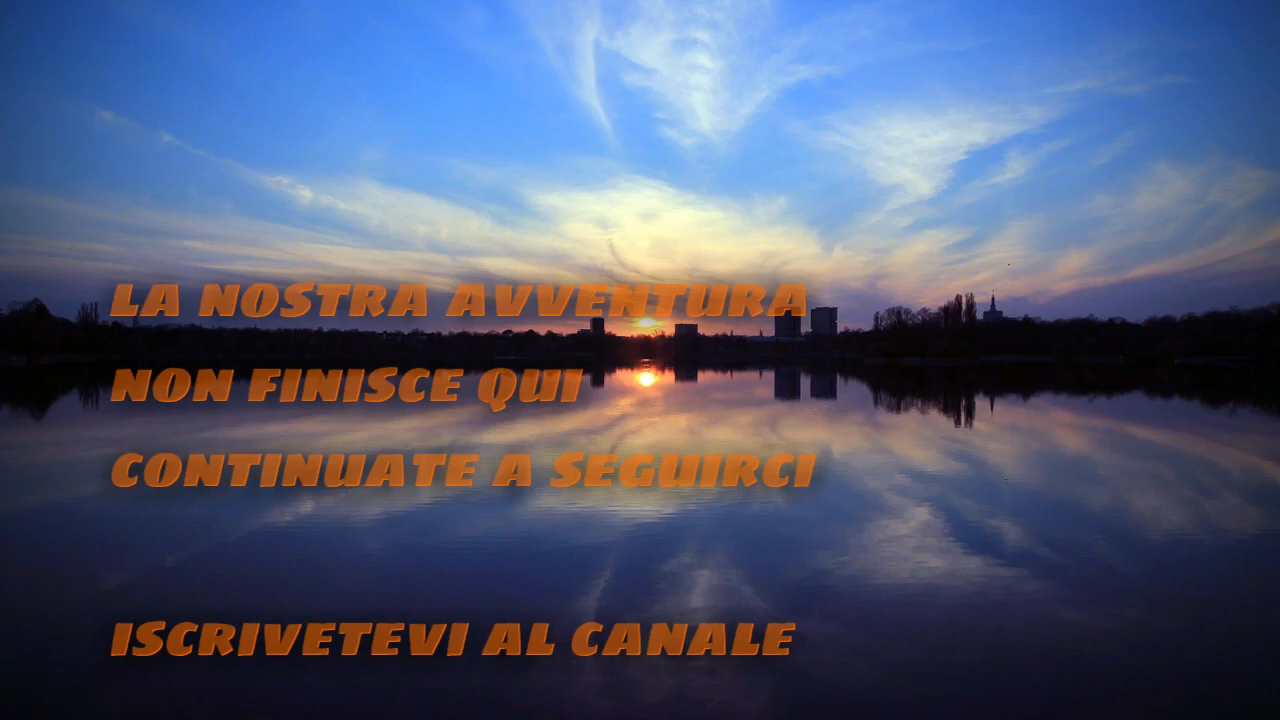 LA NOSTRA AVVENTURA
NON FINISCE QUI
CONTINUATE A SEGUIRCI
ISCRIVETEVI AL CANALE